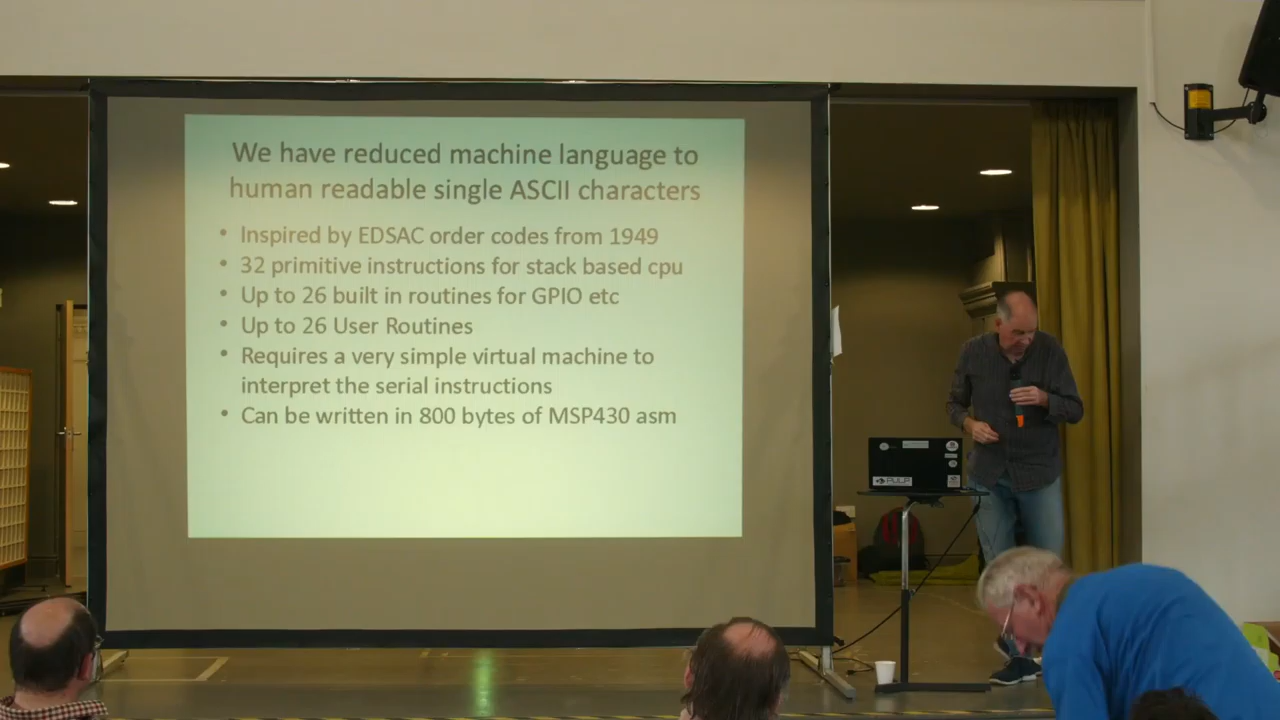 We have reduced machine language to
human readable single ASCII characters
• Inspired by EDSAC order codes from 1949
• 32 primitive instructions for stack based cpu
• Up to 26 built in routines for GPIO etc
• Up to 26 User Routines
• Requires a very simple virtual machine to
interpret the serial instructions
• Can be written in 800 bytes of MSP430 asm
PULP